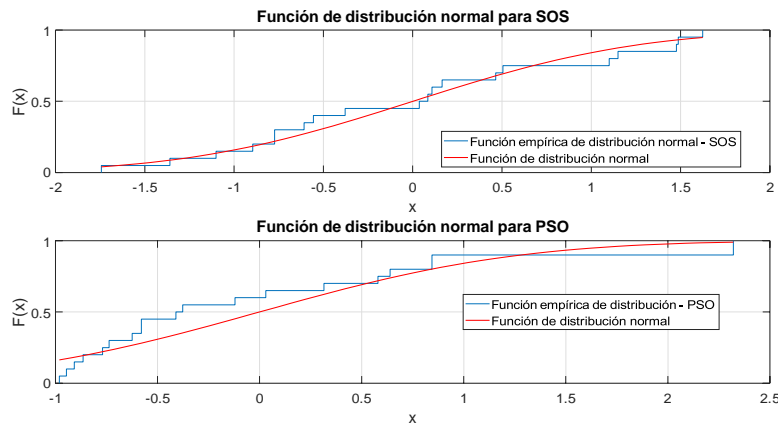 Función de distribución normal para SOS
1
0.5
0
F(x)
-2
-1.5
-1
-0.5
0
0.5
1
1.5
2
x
Función empírica de distribución normal - SOS
Función de distribución normal
Función de distribución normal para PSO
1
0.5
0
F(x)
-1
-0.5
0
0.5
1
1.5
2
2.5
x
Función empírica de distribución - PSO
Función de distribución normal